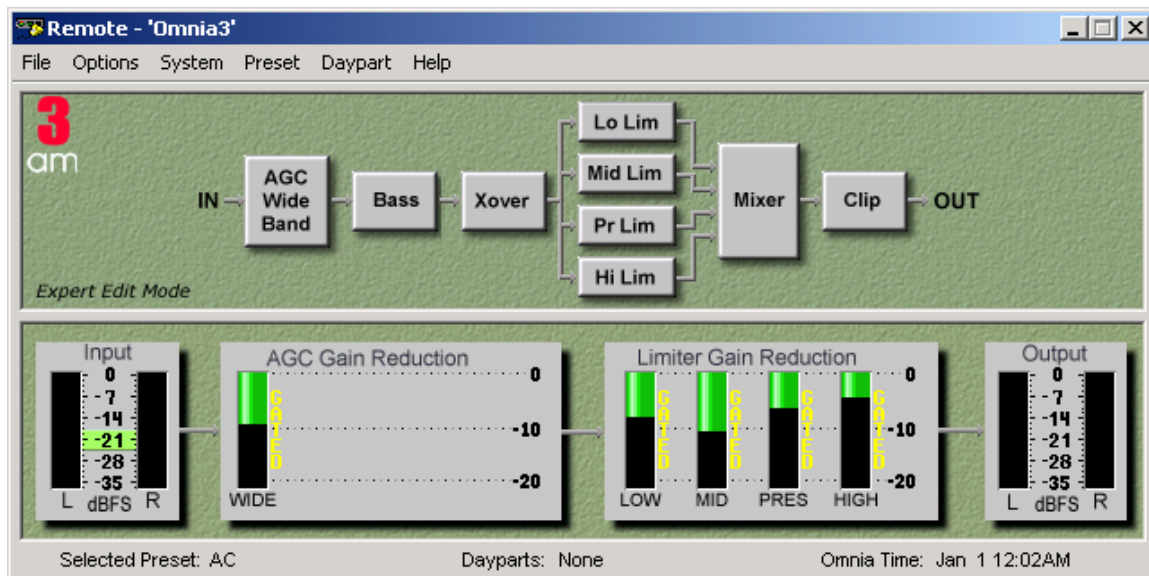 Remote - 'Omnia3'
File Options System Preset Daypart Help
3
am
IN
AGC
Wide
Band
Bass
Xover
Lo Lim
Mid Lim
Pr Lim
Hi Lim
Mixer
Clip
OUT
Expert Edit Mode
Input
0
-7
-14
-21
-28
-35
L dBFS R
AGC Gain Reduction
0
-10
-20
GATED
WIDE
Limiter Gain Reduction
0
-10
-20
GATED
GATED
GATED
GATED
LOW MID PRES HIGH
Output
0
-7
-14
-21
-28
-35
L dBFS R
Selected Preset: AC Dayparts: None Omnia Time: Jan 1 12:02AM